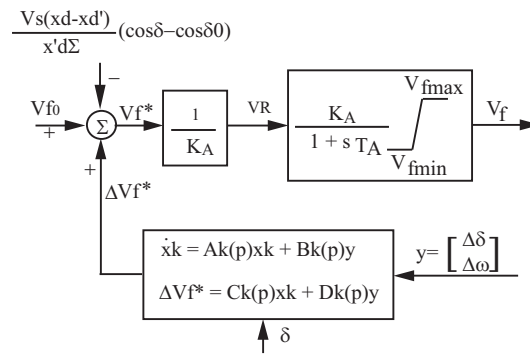 Vs(xd-xd')
x'dΣ
(cosδ−cosδ0)
−
Vf0
+
Σ
Vf*
1
KA
VR
KA
1 + s TA
Vfmax
Vfmin
Vf
+
ΔVf*
ẋk = Ak(p)xk + Bk(p)y
ΔVf* = Ck(p)xk + Dk(p)y
y= [Δδ
Δω]
δ